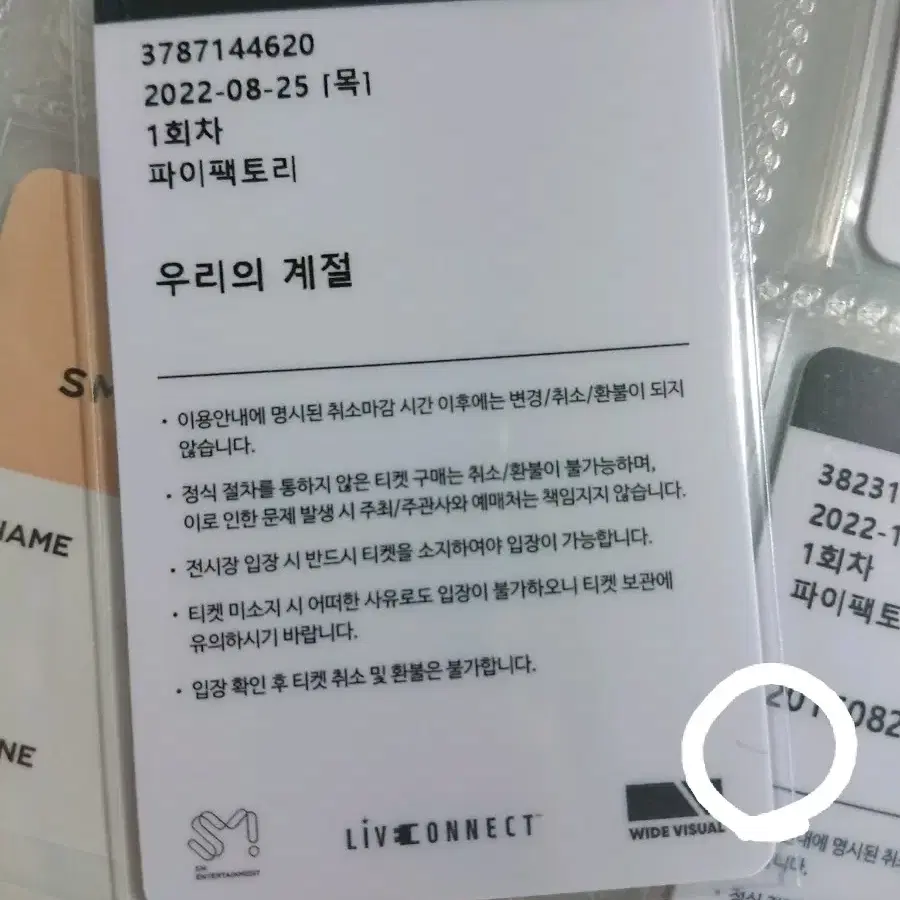 3787144620
2022-08-25 [목]
1회차
파이팩토리
우리의 계절
• 이용안내에 명시된 취소마감 시간 이후에는 변경/취소/환불이 되지
않습니다.
• 정식 절차를 통하지 않은 티켓 구매는 취소/환불이 불가능하며,
이로 인한 문제 발생 시 주최/주관사와 예매처는 책임지지 않습니다.
• 전시장 입장 시 반드시 티켓을 소지하여야 입장이 가능합니다.
• 티켓 미소지 시 어떠한 사유로도 입장이 불가하오니 티켓 보관에
유의하시기 바랍니다.
• 입장 확인 후 티켓 취소 및 환불은 불가합니다.
SM
SM
ENTERTAINMENT
LiVECONNECT
WIDE VISUAL
SM
NAME
NE
38231
2022-1
1회차
파이팩토
명시된 취
니다.